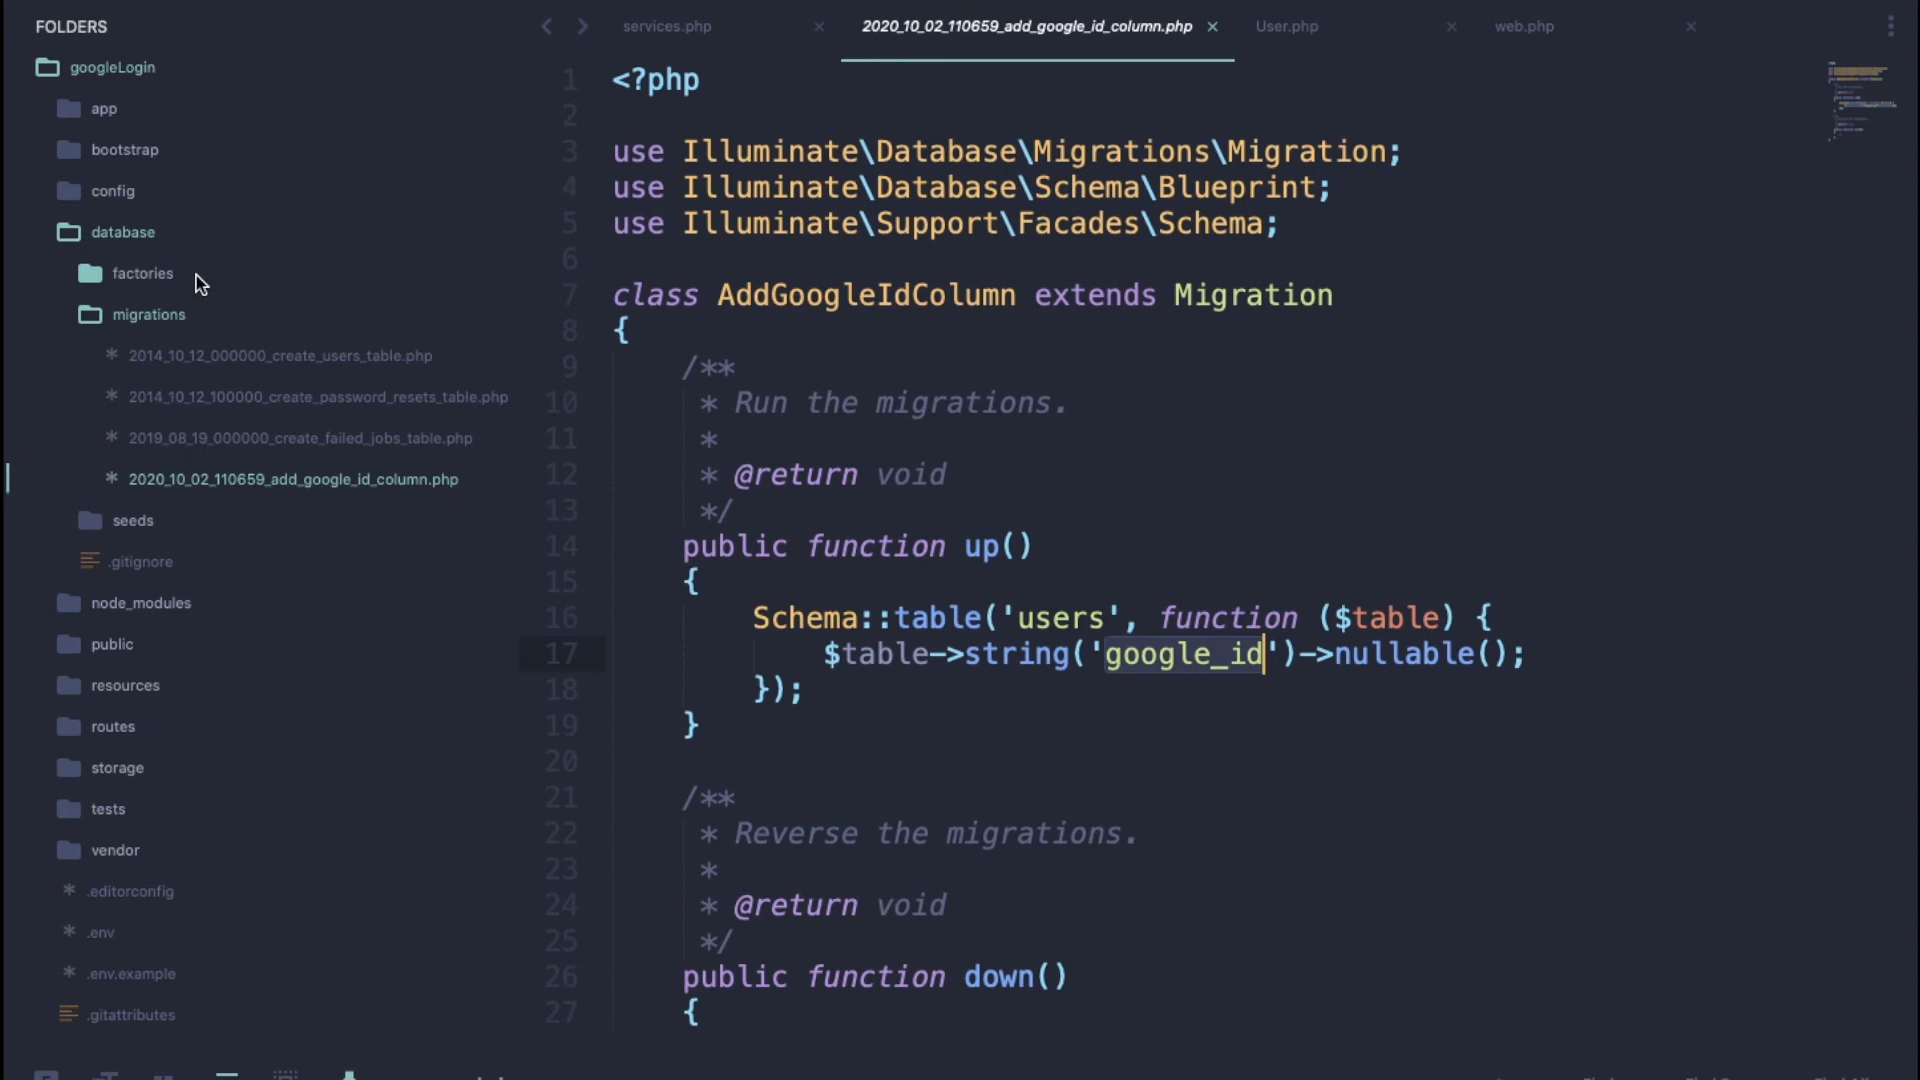 FOLDERS
googleLogin
app
bootstrap
config
database
factories
migrations
* 2014_10_12_000000_create_users_table.php
* 2014_10_12_100000_create_password_resets_table.php
* 2019_08_19_000000_create_failed_jobs_table.php
* 2020_10_02_110659_add_google_id_column.php
seeds
.gitignore
node_modules
public
resources
routes
storage
tests
vendor
* .editorconfig
* .env
* .env.example
.gitattributes
services.php × 2020_10_02_110659_add_google_id_column.php × User.php × web.php ×
1 <?php
2
3 use Illuminate\Database\Migrations\Migration;
4 use Illuminate\Database\Schema\Blueprint;
5 use Illuminate\Support\Facades\Schema;
6
7 class AddGoogleIdColumn extends Migration
8 {
9 /**
10 * Run the migrations.
11 *
12 * @return void
13 */
14 public function up()
15 {
16 Schema::table('users', function ($table) {
17 $table->string('google_id')->nullable();
18 });
19 }
20
21 /**
22 * Reverse the migrations.
23 *
24 * @return void
25 */
26 public function down()
27 {